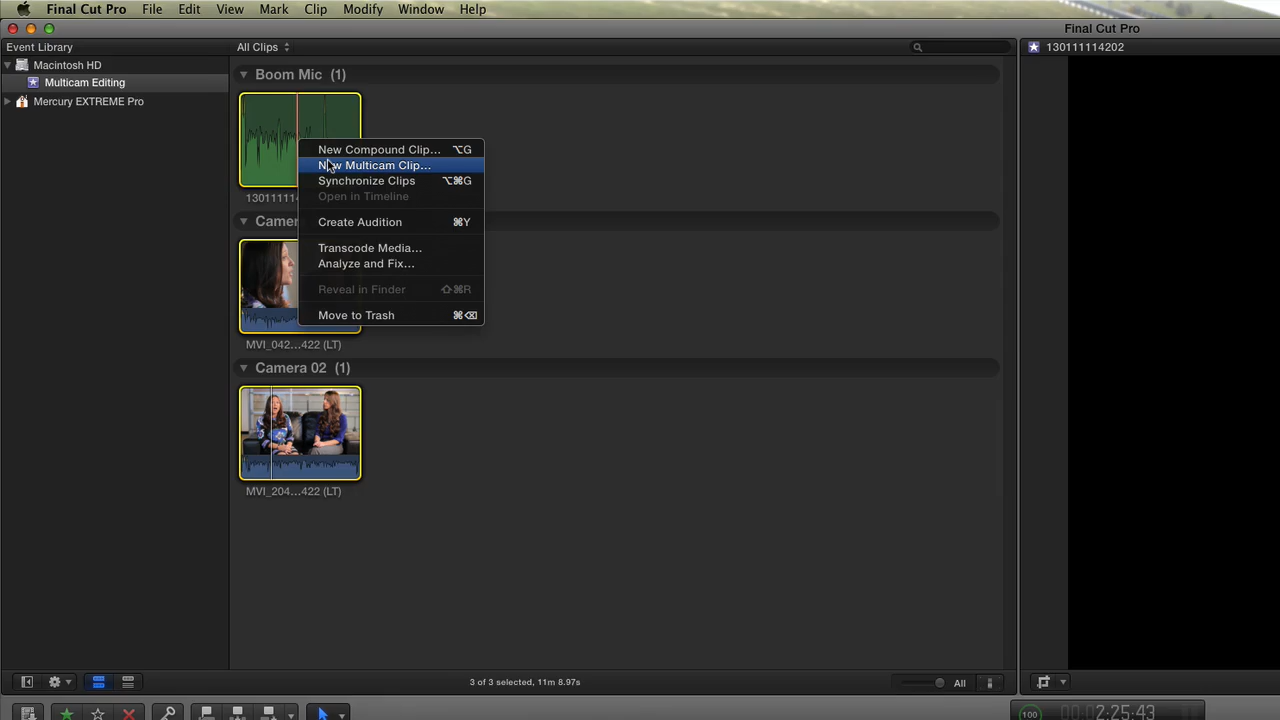 Final Cut Pro File Edit View Mark Clip Modify Window Help
Final Cut Pro
Event Library
All Clips
130111114202
Macintosh HD
Multicam Editing
Mercury EXTREME Pro
Boom Mic (1)
New Compound Clip... ⌥G
New Multicam Clip...
Synchronize Clips ⌥⌘G
Open in Timeline
Create Audition ⌘Y
Transcode Media...
Analyze and Fix...
Reveal in Finder ⇧⌘R
Move to Trash ⌘⌫
MVI_042...422 (LT)
Camera 02 (1)
MVI_204...422 (LT)
3 of 3 selected, 11m 8.97s
All
100
2:25:43